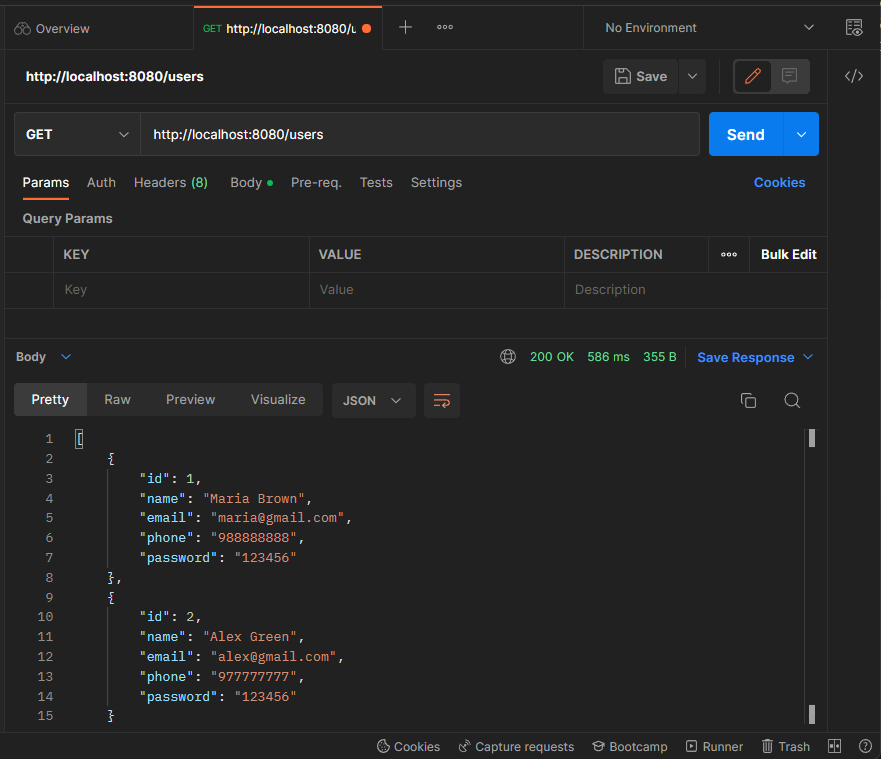 Overview
GET http://localhost:8080/u
No Environment
http://localhost:8080/users
Save
GET
http://localhost:8080/users
Send
Params Auth Headers (8) Body Pre-req. Tests Settings Cookies
Query Params
KEY VALUE DESCRIPTION Bulk Edit
Key Value Description
Body 200 OK 586 ms 355 B Save Response
Pretty Raw Preview Visualize JSON
1 [
2 {
3 "id": 1,
4 "name": "Maria Brown",
5 "email": "maria@gmail.com",
6 "phone": "988888888",
7 "password": "123456"
8 },
9 {
10 "id": 2,
11 "name": "Alex Green",
12 "email": "alex@gmail.com",
13 "phone": "977777777",
14 "password": "123456"
15 }
Cookies Capture requests Bootcamp Runner Trash